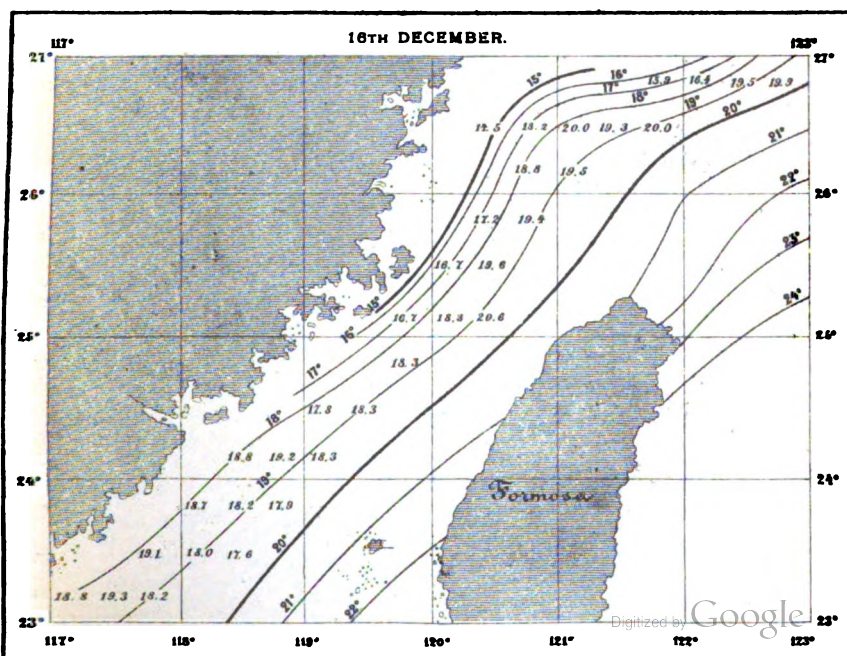 16TH DECEMBER.
117° 123°
27° 27°
15° 16° 15.9 16.4 19.5 19.9
17° 18° 19° 20°
14.5 18.2 20.0 19.3 20.0
21°
18.8 19.5
22°
26° 26°
17.2 19.4
23°
16.7 19.6
24°
15°
16.7 18.3 20.6
16°
25° 25°
18.3
17°
17.8 18.3
18°
18.8 19.2 18.3
24° 19° 24°
Formosa
18.7 18.2 17.9
20°
19.1 18.0 17.6
18.8 19.3 18.2
21° 22°
23° 23°
Digitized by Google
117° 118° 119° 120° 121° 122° 123°